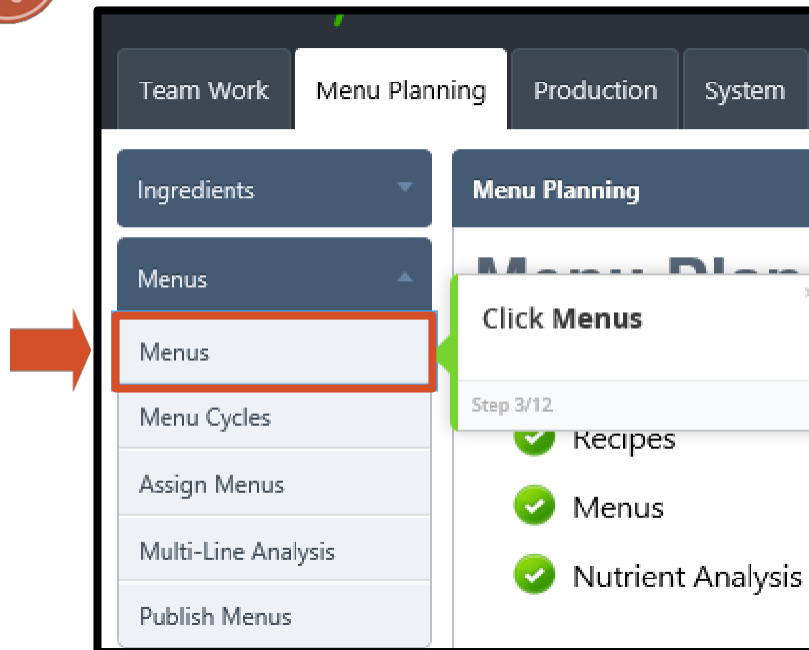 Team Work
Menu Planning
Production
System
Ingredients
Menu Planning
Menus
Click Menus
Menus
Step 3/12
Menu Cycles
Recipes
Assign Menus
Menus
Multi-Line Analysis
Nutrient Analysis
Publish Menus